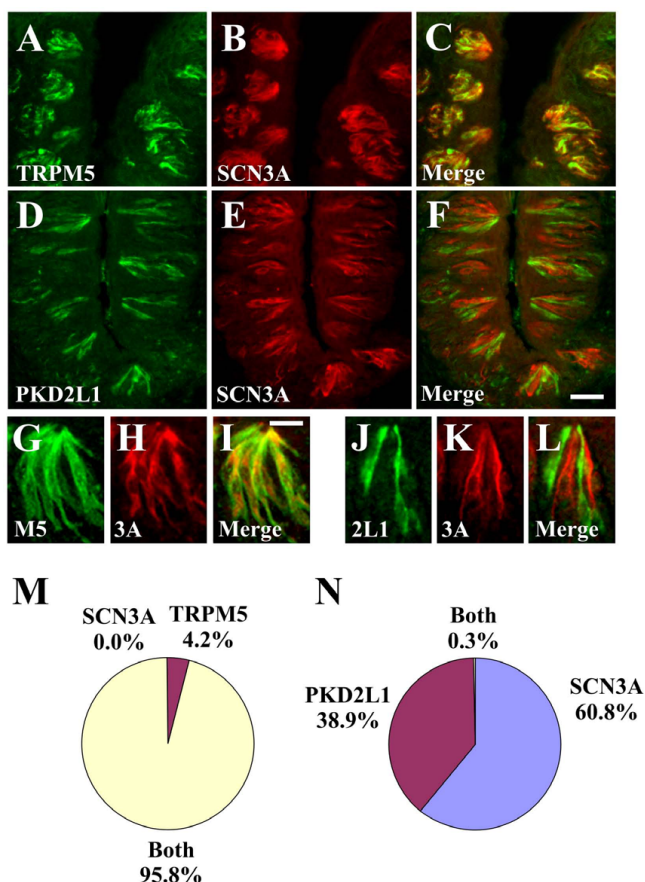 A B C
TRPM5 SCN3A Merge
D E F
PKD2L1 SCN3A Merge
G H I J K L
M5 3A Merge 2L1 3A Merge
M N
SCN3A TRPM5
0.0% 4.2%
Both
95.8%
Both
0.3%
PKD2L1
38.9%
SCN3A
60.8%